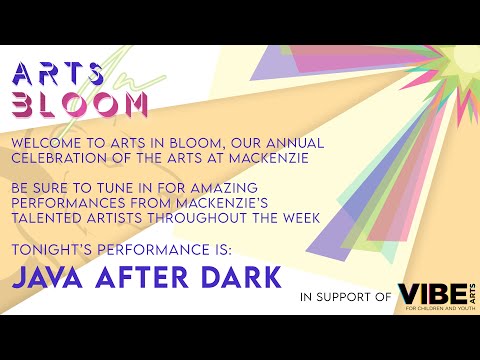 ARTS
In
BLOOM
WELCOME TO ARTS IN BLOOM, OUR ANNUAL
CELEBRATION OF THE ARTS AT MACKENZIE
BE SURE TO TUNE IN FOR AMAZING
PERFORMANCES FROM MACKENZIE'S
TALENTED ARTISTS THROUGHOUT THE WEEK
TONIGHT'S PERFORMANCE IS:
JAVA AFTER DARK
IN SUPPORT OF VIBE ARTS
FOR CHILDREN AND YOUTH